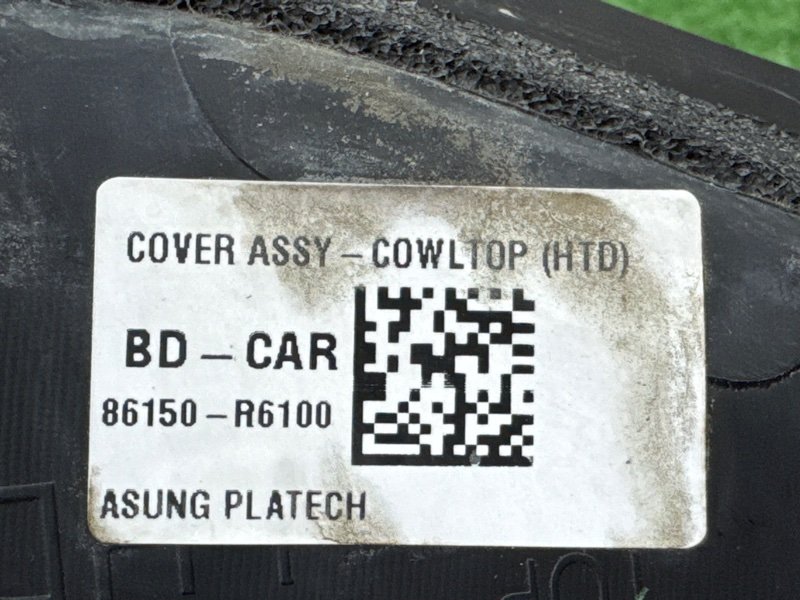 COVER ASSY - COWLTOP (HTD)
BD - CAR
86150 - R6100
ASUNG PLATECH